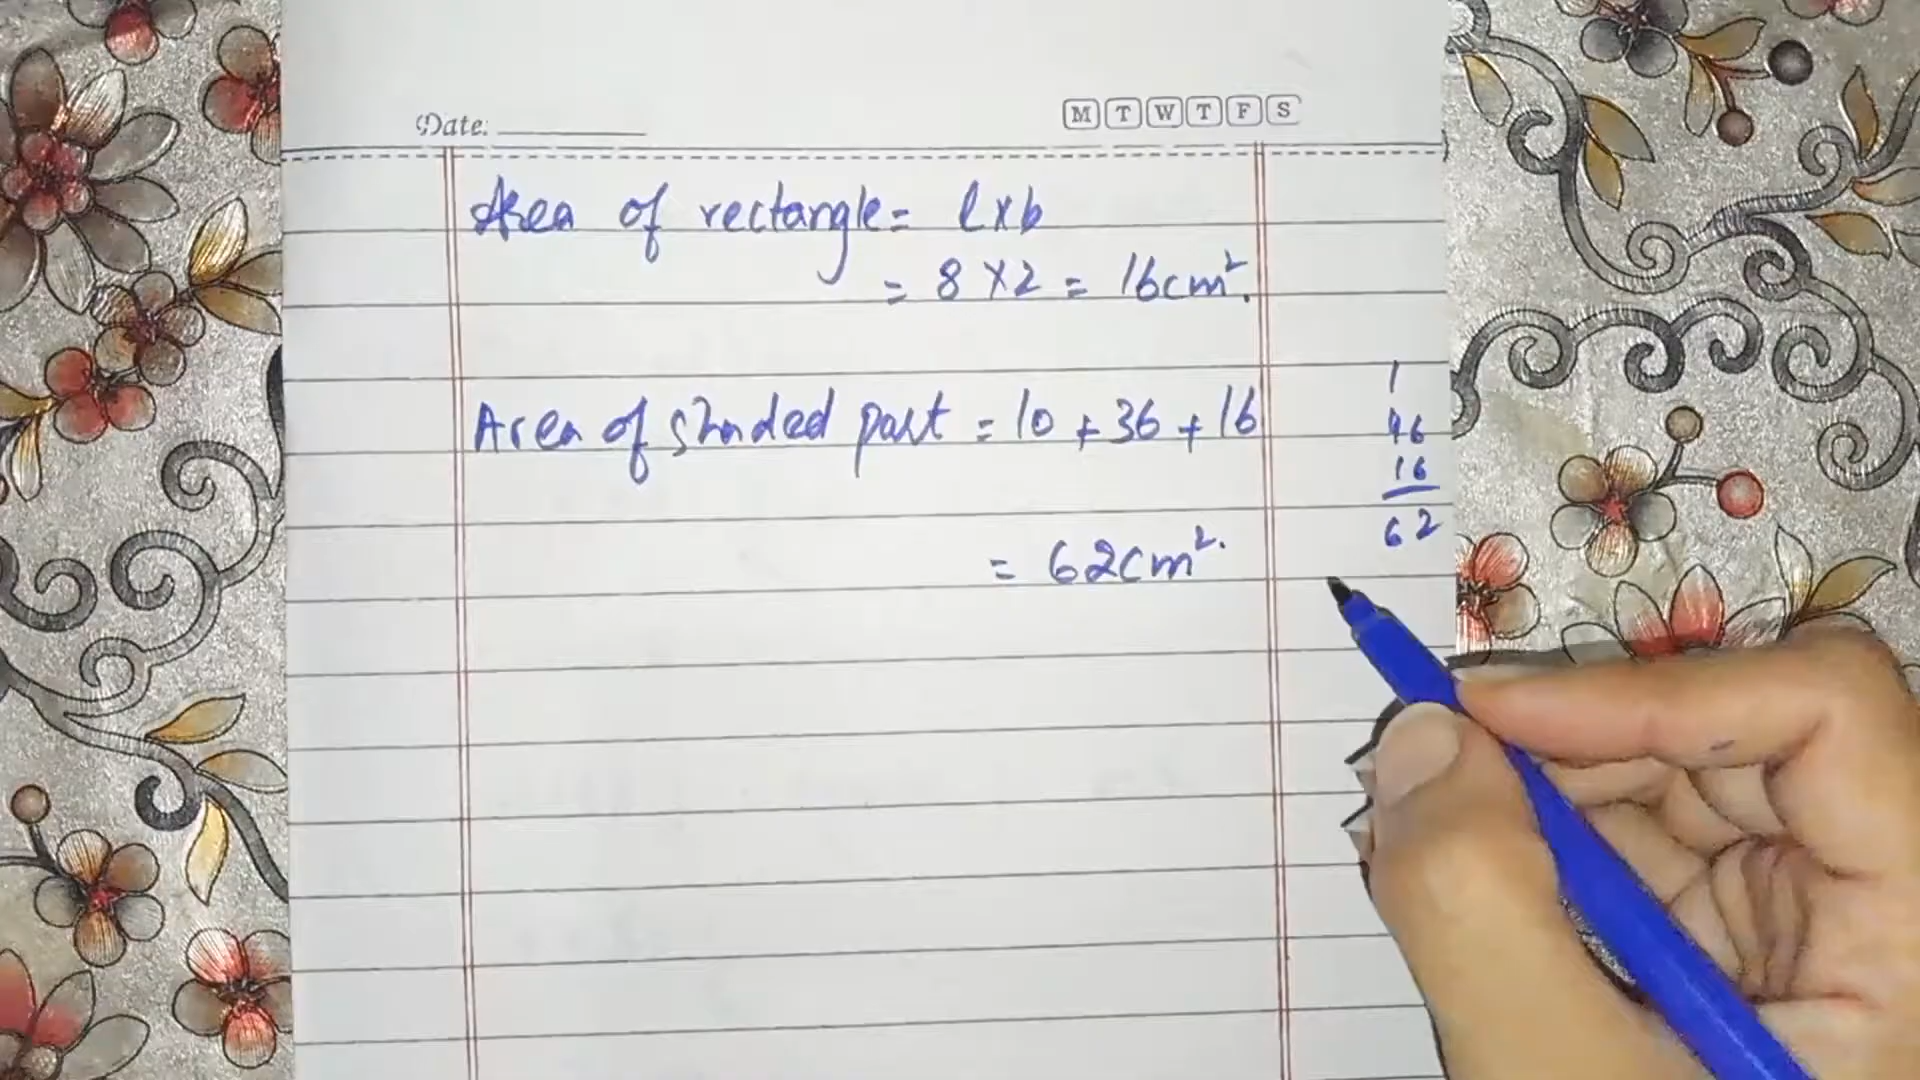 Date:
M T W T F S
Area of rectangle = l×b
= 8 × 2 = 16cm².
Area of shaded part = 10 + 36 + 16
= 62cm².
1
46
16
62